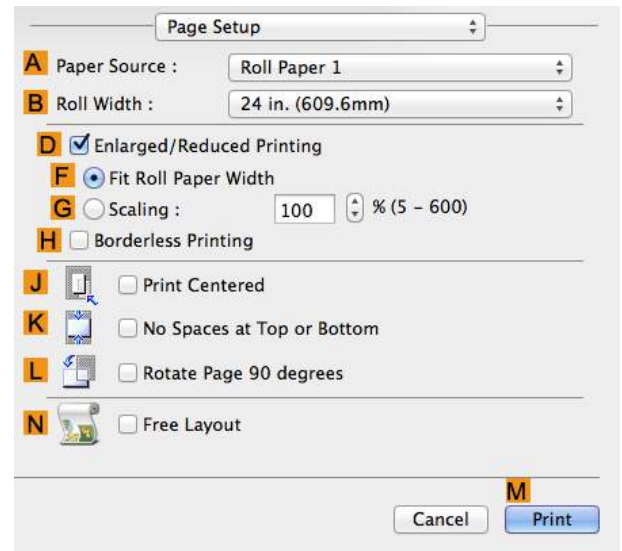 Page Setup
A Paper Source : Roll Paper 1
B Roll Width : 24 in. (609.6mm)
D Enlarged/Reduced Printing
F Fit Roll Paper Width
G Scaling : 100 % (5 – 600)
H Borderless Printing
J Print Centered
K No Spaces at Top or Bottom
L Rotate Page 90 degrees
N Free Layout
M
Cancel Print